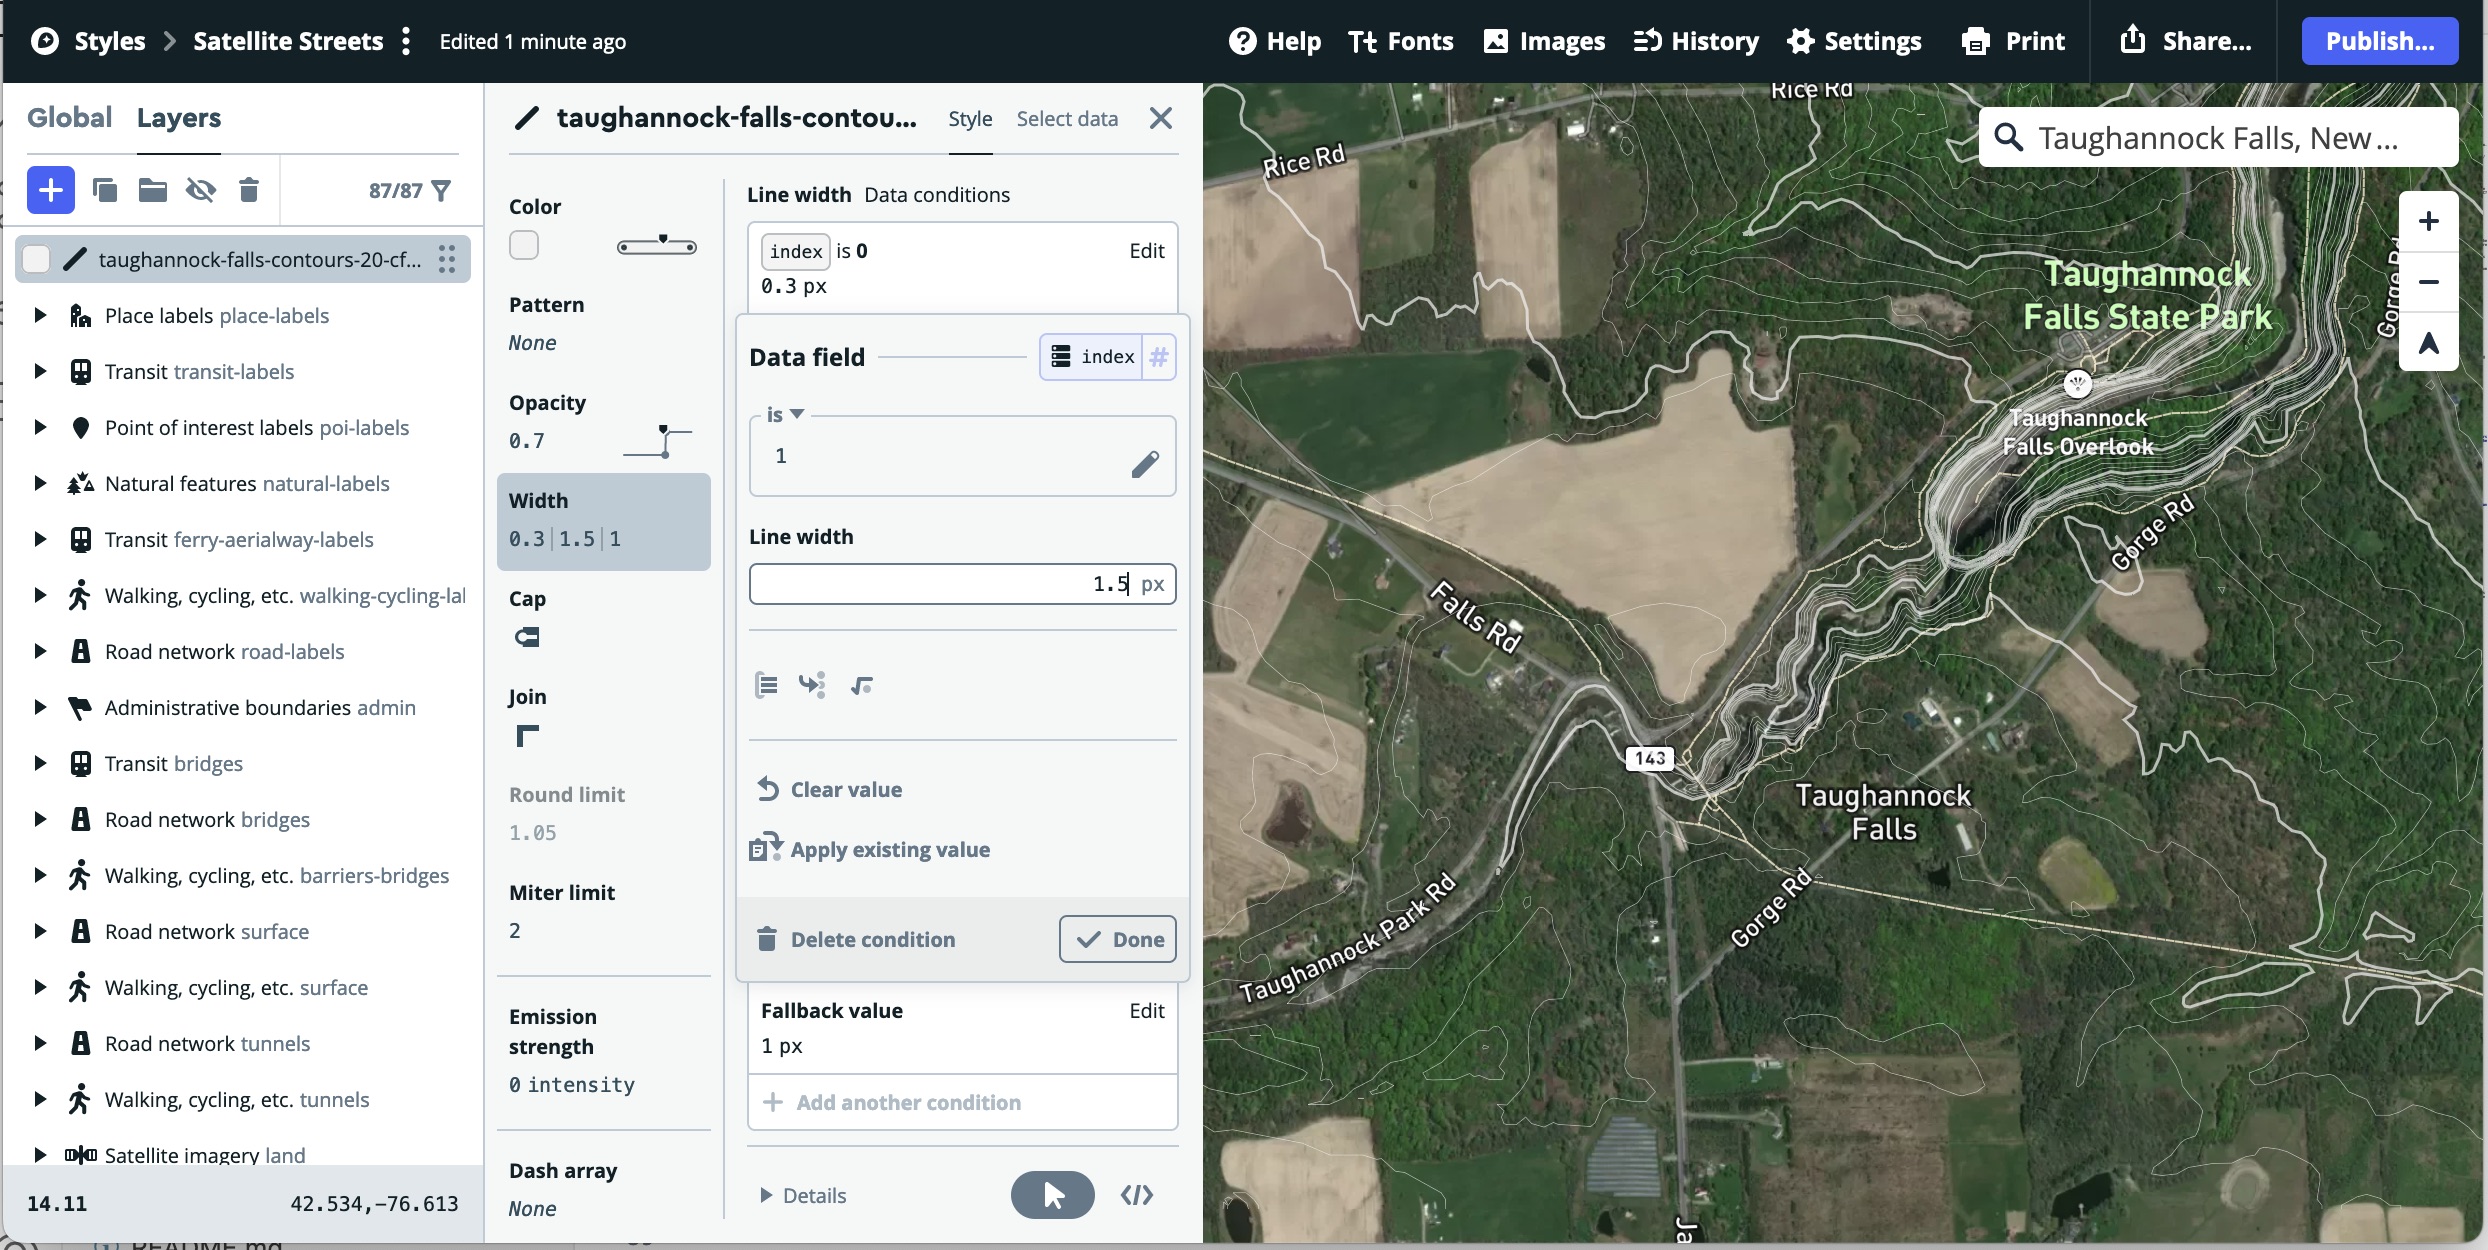 Styles
Satellite Streets
Edited 1 minute ago
Help
Fonts
Images
History
Settings
Print
Share...
Publish...
Global
Layers
87/87
taughannock-falls-contours-20-cf...
Place labels place-labels
Transit transit-labels
Point of interest labels poi-labels
Natural features natural-labels
Transit ferry-aerialway-labels
Walking, cycling, etc. walking-cycling-lal
Road network road-labels
Administrative boundaries admin
Transit bridges
Road network bridges
Walking, cycling, etc. barriers-bridges
Road network surface
Walking, cycling, etc. surface
Road network tunnels
Walking, cycling, etc. tunnels
Satellite imagery land
14.11
42.534,-76.613
README.md
taughannock-falls-contou...
Style
Select data
Color
Pattern
None
Opacity
0.7
Width
0.3 | 1.5 | 1
Cap
Join
Round limit
1.05
Miter limit
2
Emission
strength
0 intensity
Dash array
None
Line width Data conditions
index is 0
Edit
0.3 px
Data field
index #
is
1
Line width
1.5 px
Clear value
Apply existing value
Delete condition
Done
Fallback value
Edit
1 px
+ Add another condition
Details
</>
Rice Rd
Rice Rd
Taughannock Falls, New ...
+
−
Gorge Rd
Taughannock
Falls State Park
Taughannock
Falls Overlook
Gorge Rd
Falls Rd
143
Taughannock
Falls
Gorge Rd
Taughannock Park Rd
Ja